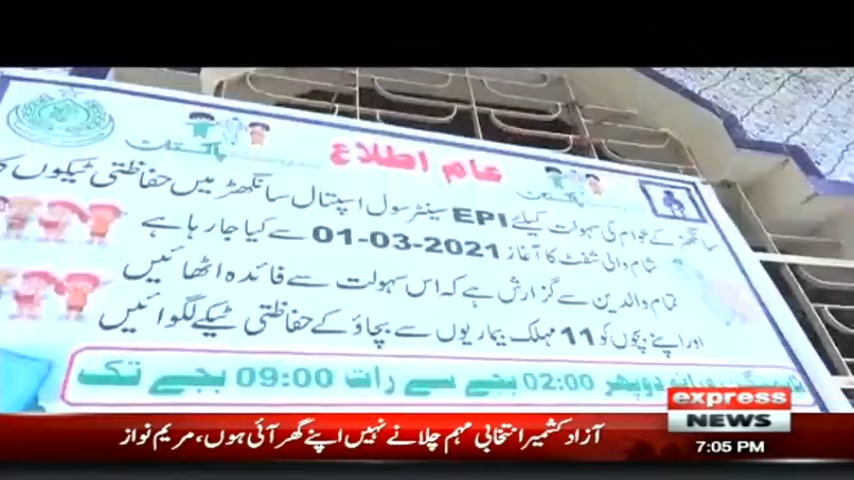 عام اطلاع
سانگھڑ کے عوام کی سہولت کیلئے EPI سینٹر سول اسپتال سانگھڑ میں حفاظتی ٹیکوں کا
شام والی شفٹ کا آغاز 01-03-2021 سے کیا جا رہا ہے
تمام والدین سے گزارش ہے کہ اس سہولت سے فائدہ اٹھائیں
اور اپنے بچوں کو 11 مہلک بیماریوں سے بچاؤ کے حفاظتی ٹیکے لگوائیں
دوپہر 02:00 بجے سے رات 09:00 بجے تک
آزاد کشمیر انتخابی مہم چلانے نہیں اپنے گھر آئی ہوں، مریم نواز
express
NEWS
7:05 PM